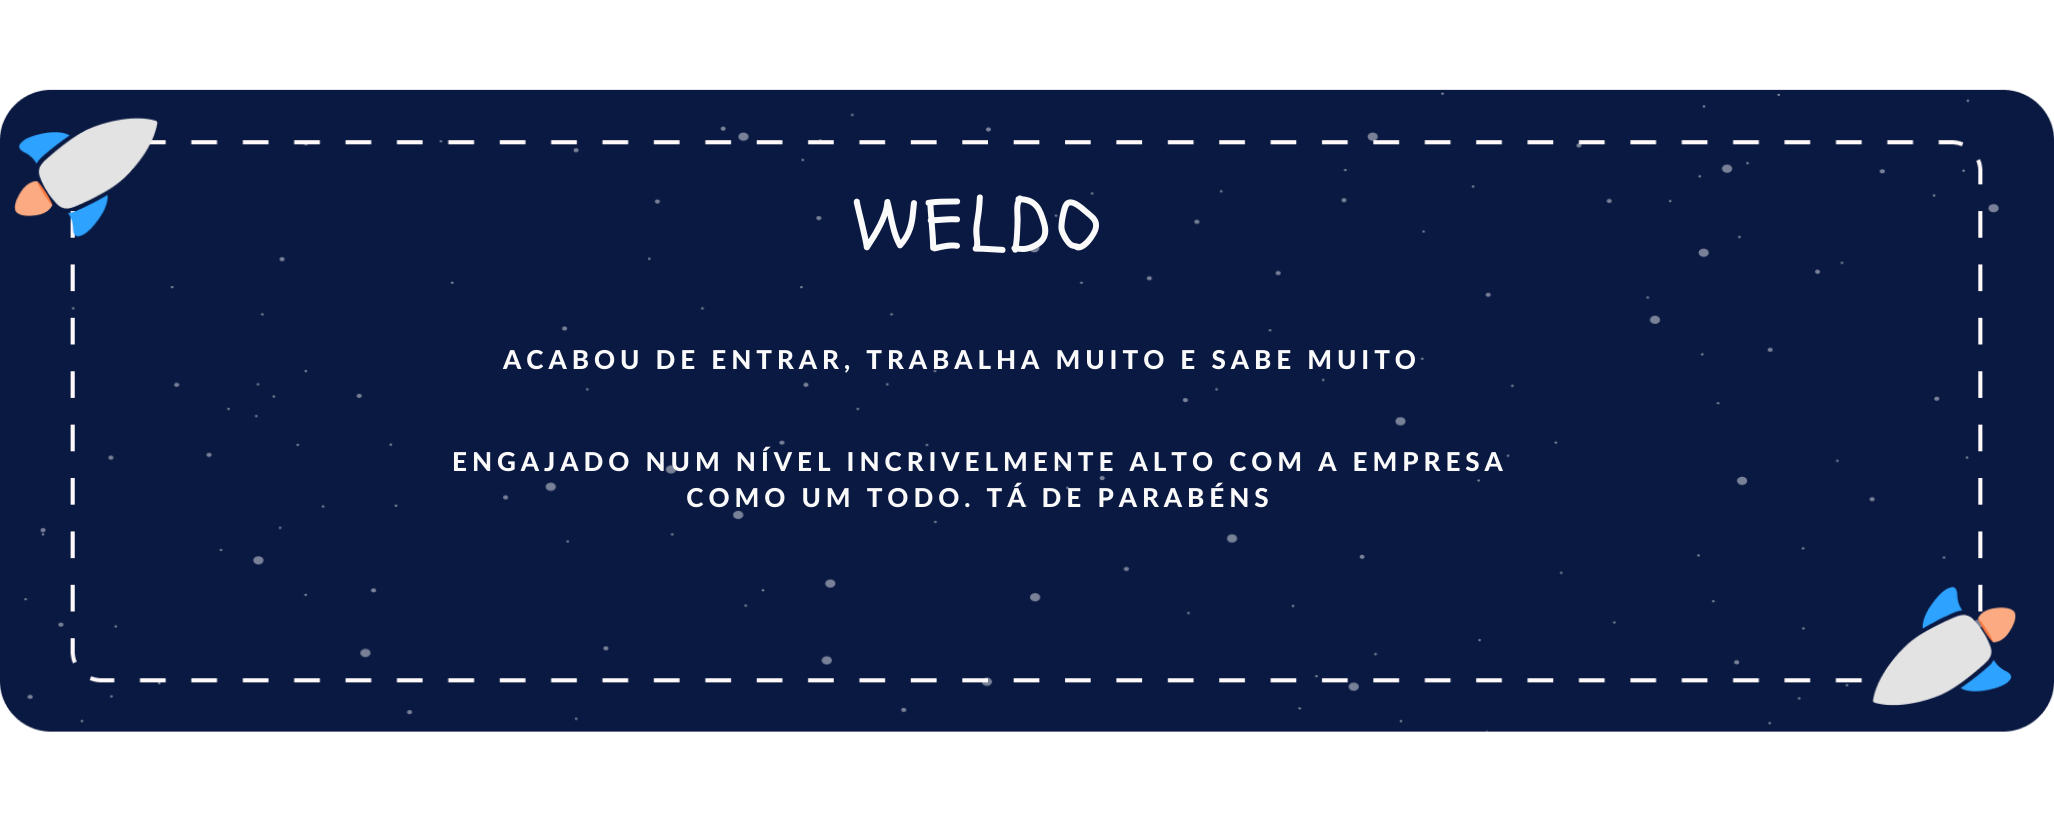 WELDO
ACABOU DE ENTRAR, TRABALHA MUITO E SABE MUITO
ENGAJADO NUM NÍVEL INCRIVELMENTE ALTO COM A EMPRESA
COMO UM TODO. TÁ DE PARABÉNS